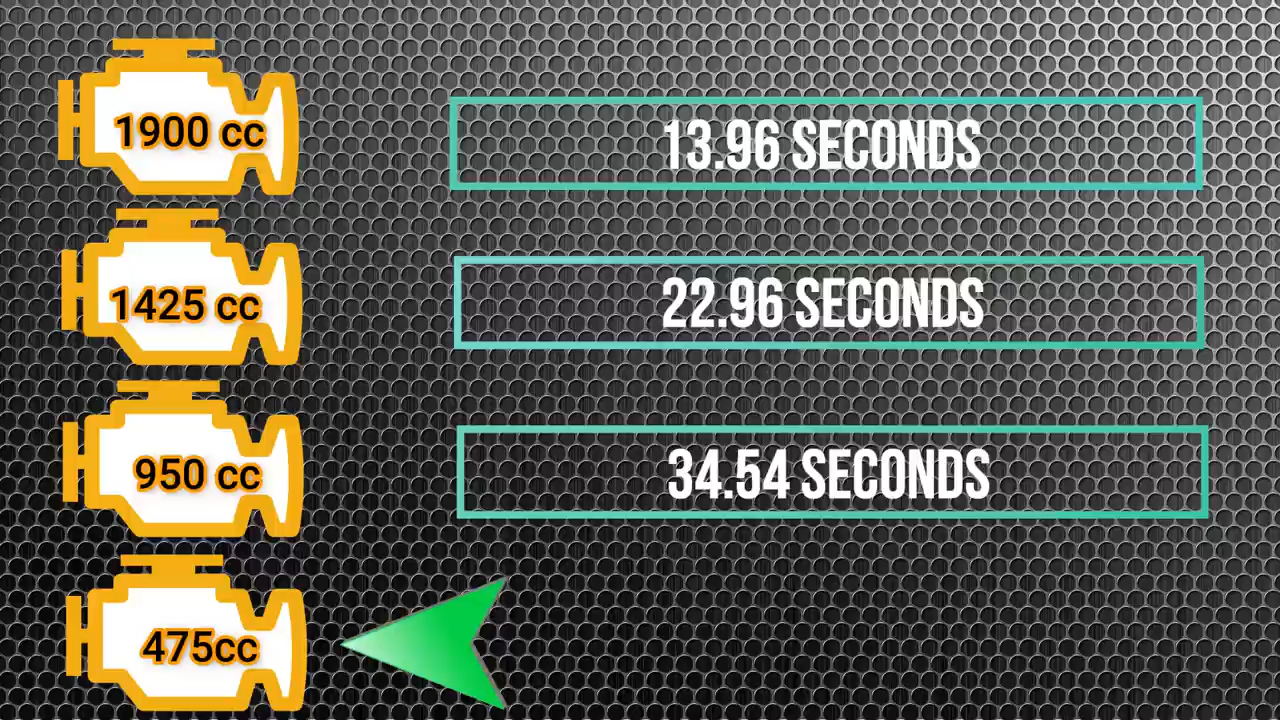 1900 cc
13.96 SECONDS
1425 cc
22.96 SECONDS
950 cc
34.54 SECONDS
475cc